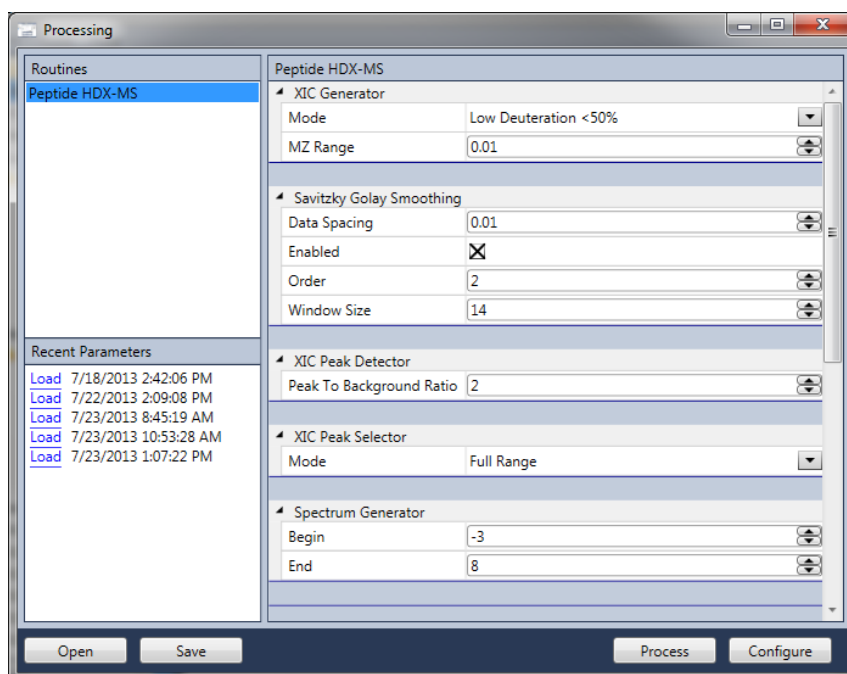 Processing
Routines
Peptide HDX-MS
Recent Parameters
Load 7/18/2013 2:42:06 PM
Load 7/22/2013 2:09:08 PM
Load 7/23/2013 8:45:19 AM
Load 7/23/2013 10:53:28 AM
Load 7/23/2013 1:07:22 PM
Peptide HDX-MS
XIC Generator
Mode Low Deuteration <50%
MZ Range 0.01
Savitzky Golay Smoothing
Data Spacing 0.01
Enabled
Order 2
Window Size 14
XIC Peak Detector
Peak To Background Ratio 2
XIC Peak Selector
Mode Full Range
Spectrum Generator
Begin -3
End 8
Open Save Process Configure